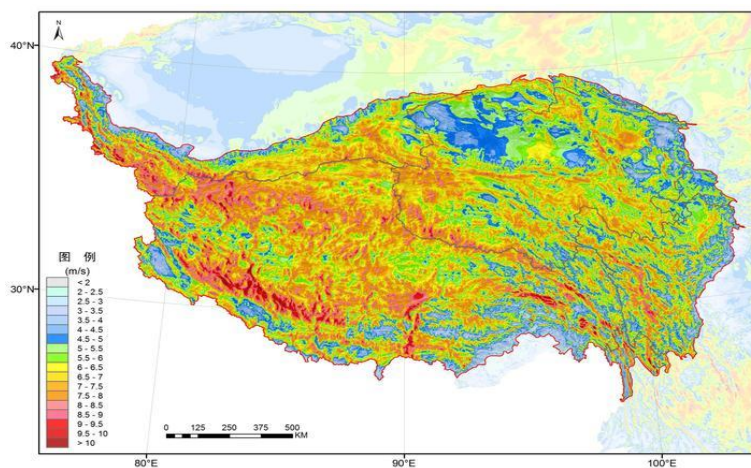 N
40°N
30°N
图 例
(m/s)
< 2
2 - 2.5
2.5 - 3
3 - 3.5
3.5 - 4
4 - 4.5
4.5 - 5
5 - 5.5
5.5 - 6
6 - 6.5
6.5 - 7
7 - 7.5
7.5 - 8
8 - 8.5
8.5 - 9
9 - 9.5
9.5 - 10
> 10
0 125 250 375 500
KM
80°E 90°E 100°E